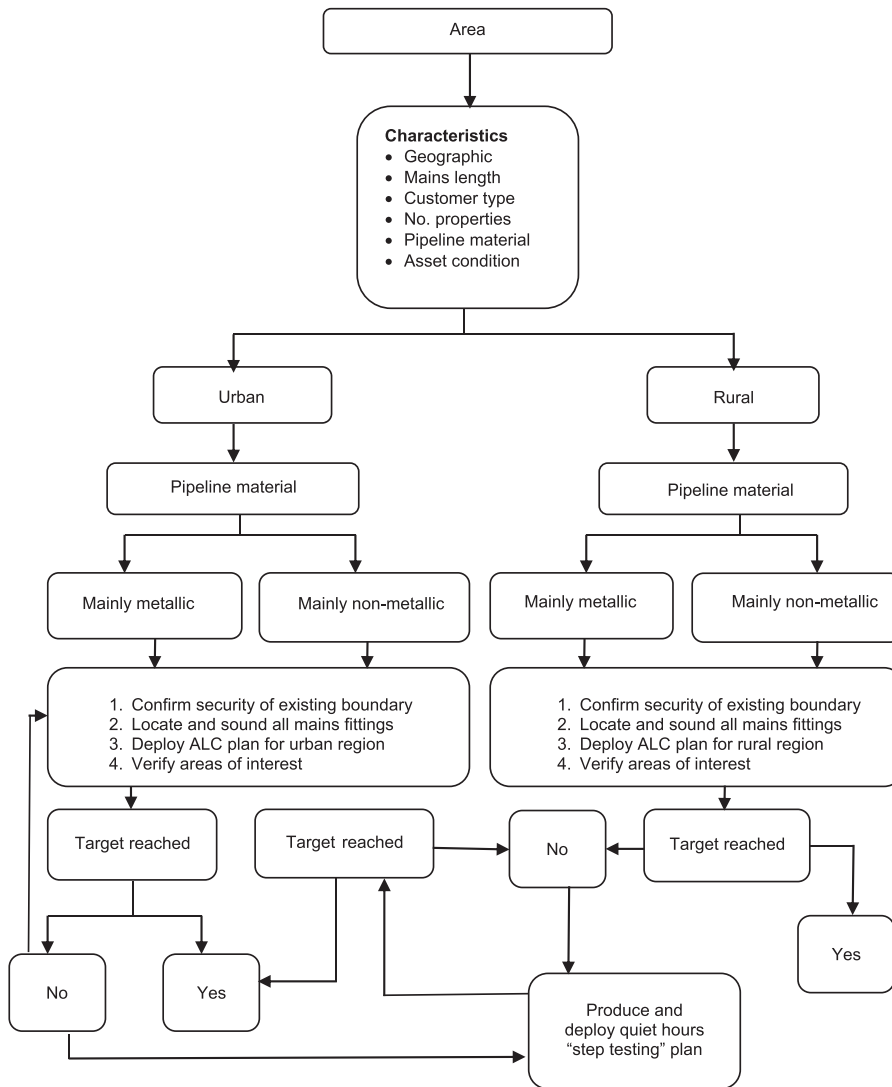 Area
Characteristics
• Geographic
• Mains length
• Customer type
• No. properties
• Pipeline material
• Asset condition
Urban
Rural
Pipeline material
Pipeline material
Mainly metallic
Mainly non-metallic
Mainly metallic
Mainly non-metallic
1. Confirm security of existing boundary
2. Locate and sound all mains fittings
3. Deploy ALC plan for urban region
4. Verify areas of interest
1. Confirm security of existing boundary
2. Locate and sound all mains fittings
3. Deploy ALC plan for rural region
4. Verify areas of interest
Target reached
Target reached
No
Target reached
No
Yes
Yes
Produce and
deploy quiet hours
“step testing” plan